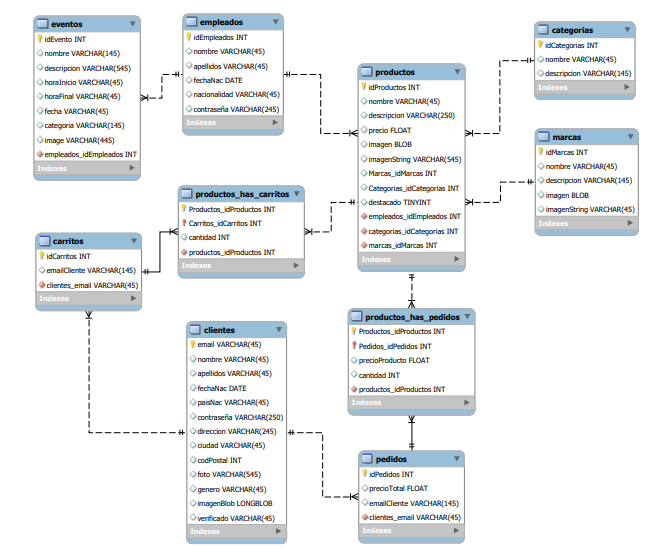 eventos
idEvento INT
nombre VARCHAR(145)
descripcion VARCHAR(545)
horaInicio VARCHAR(45)
horaFinal VARCHAR(45)
fecha VARCHAR(45)
categoria VARCHAR(145)
image VARCHAR(445)
empleados_idEmpleados INT
Indexes
empleados
idEmpleados INT
nombre VARCHAR(45)
apellidos VARCHAR(45)
fechaNac DATE
nacionalidad VARCHAR(45)
contraseña VARCHAR(245)
Indexes
productos
idProductos INT
nombre VARCHAR(45)
descripcion VARCHAR(250)
precio FLOAT
imagen BLOB
imagenString VARCHAR(545)
Marcas_idMarcas INT
Categorias_idCategorias INT
destacado TINYINT
empleados_idEmpleados INT
categorias_idCategorias INT
marcas_idMarcas INT
Indexes
categorias
idCategorias INT
nombre VARCHAR(45)
descripcion VARCHAR(145)
Indexes
marcas
idMarcas INT
nombre VARCHAR(45)
descripcion VARCHAR(145)
imagen BLOB
imagenString VARCHAR(45)
Indexes
productos_has_carritos
Productos_idProductos INT
Carritos_idCarritos INT
cantidad INT
productos_idProductos INT
Indexes
carritos
idCarritos INT
emailCliente VARCHAR(145)
clientes_email VARCHAR(45)
Indexes
clientes
email VARCHAR(45)
nombre VARCHAR(45)
apellidos VARCHAR(45)
fechaNac DATE
paisNac VARCHAR(45)
contraseña VARCHAR(250)
direccion VARCHAR(245)
ciudad VARCHAR(45)
codPostal INT
foto VARCHAR(545)
genero VARCHAR(45)
imagenBlob LONGBLOB
verificado VARCHAR(45)
Indexes
productos_has_pedidos
Productos_idProductos INT
Pedidos_idPedidos INT
precioProducto FLOAT
cantidad INT
productos_idProductos INT
Indexes
pedidos
idPedidos INT
precioTotal FLOAT
emailCliente VARCHAR(145)
clientes_email VARCHAR(45)
Indexes